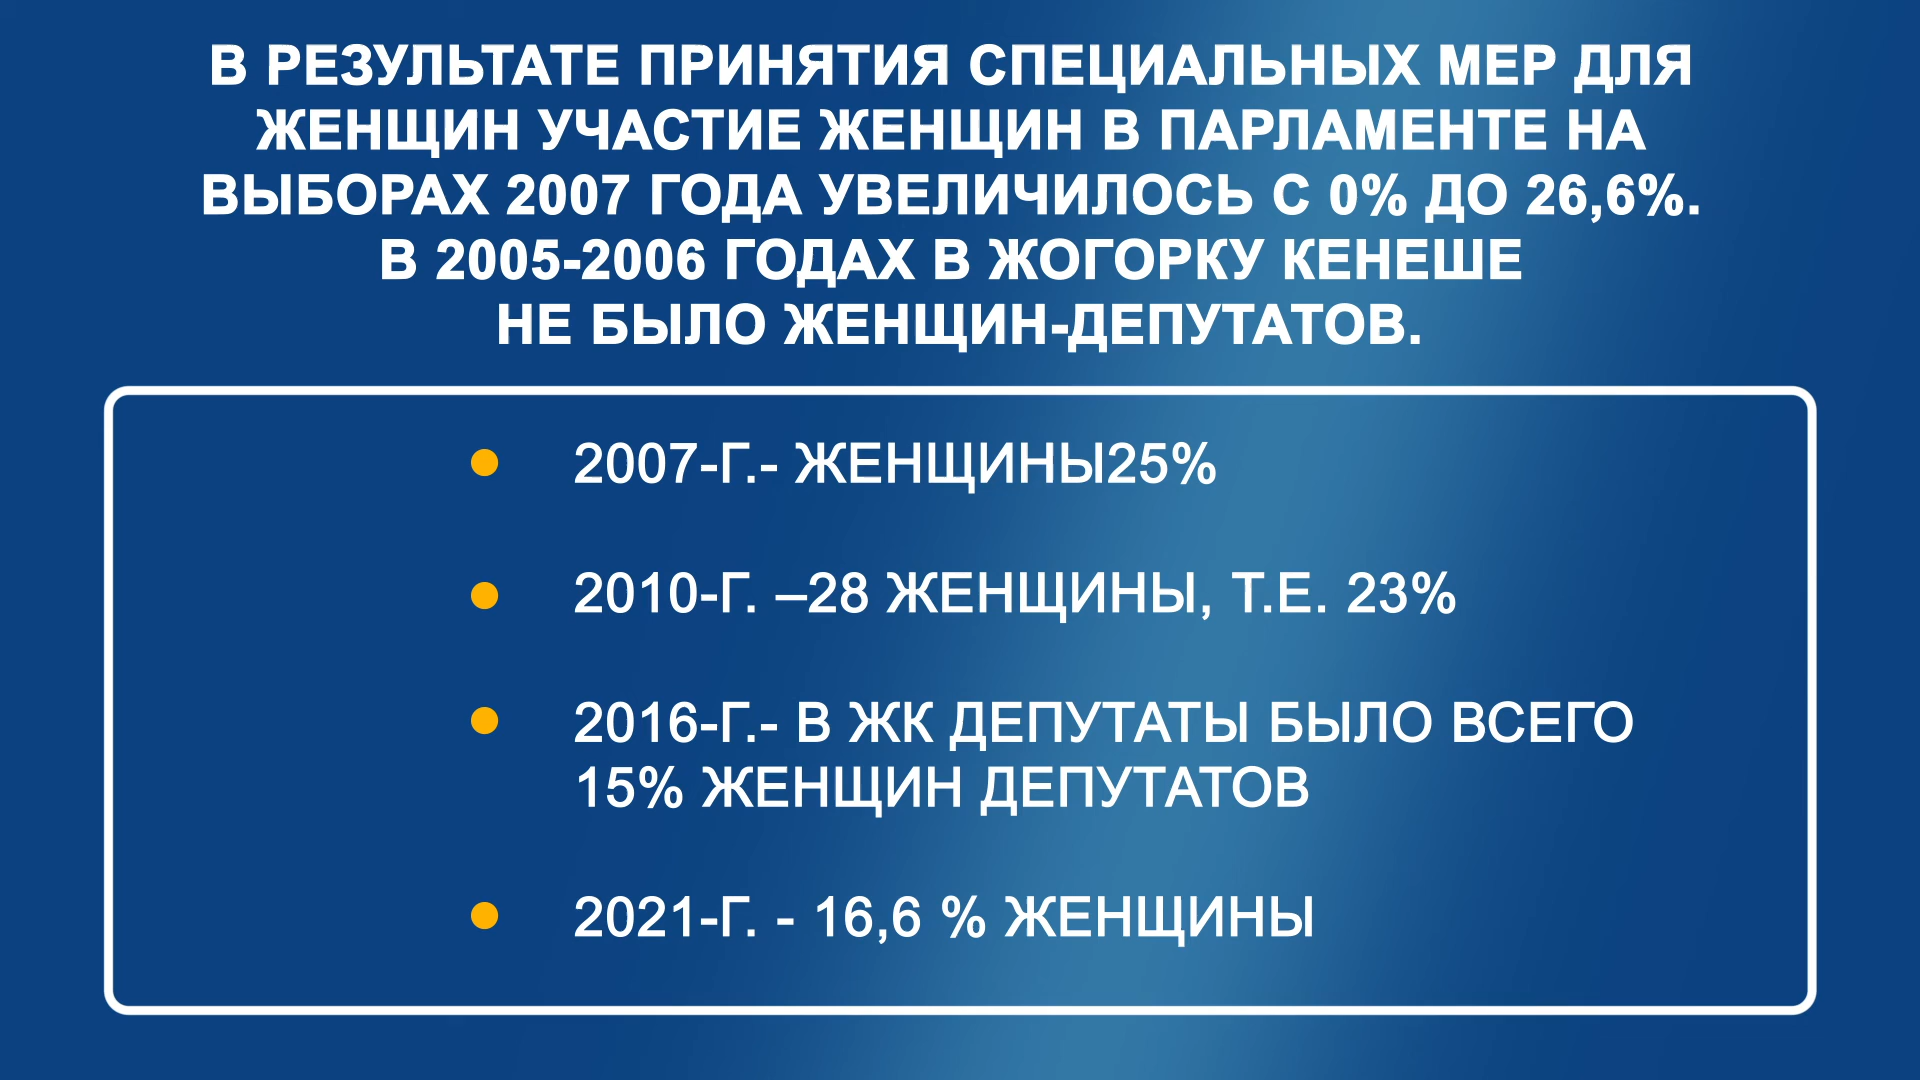 В РЕЗУЛЬТАТЕ ПРИНЯТИЯ СПЕЦИАЛЬНЫХ МЕР ДЛЯ
ЖЕНЩИН УЧАСТИЕ ЖЕНЩИН В ПАРЛАМЕНТЕ НА
ВЫБОРАХ 2007 ГОДА УВЕЛИЧИЛОСЬ С 0% ДО 26,6%.
В 2005-2006 ГОДАХ В ЖОГОРКУ КЕНЕШЕ
НЕ БЫЛО ЖЕНЩИН-ДЕПУТАТОВ.
2007-Г.- ЖЕНЩИНЫ25%
2010-Г. –28 ЖЕНЩИНЫ, Т.Е. 23%
2016-Г.- В ЖК ДЕПУТАТЫ БЫЛО ВСЕГО
15% ЖЕНЩИН ДЕПУТАТОВ
2021-Г. - 16,6 % ЖЕНЩИНЫ